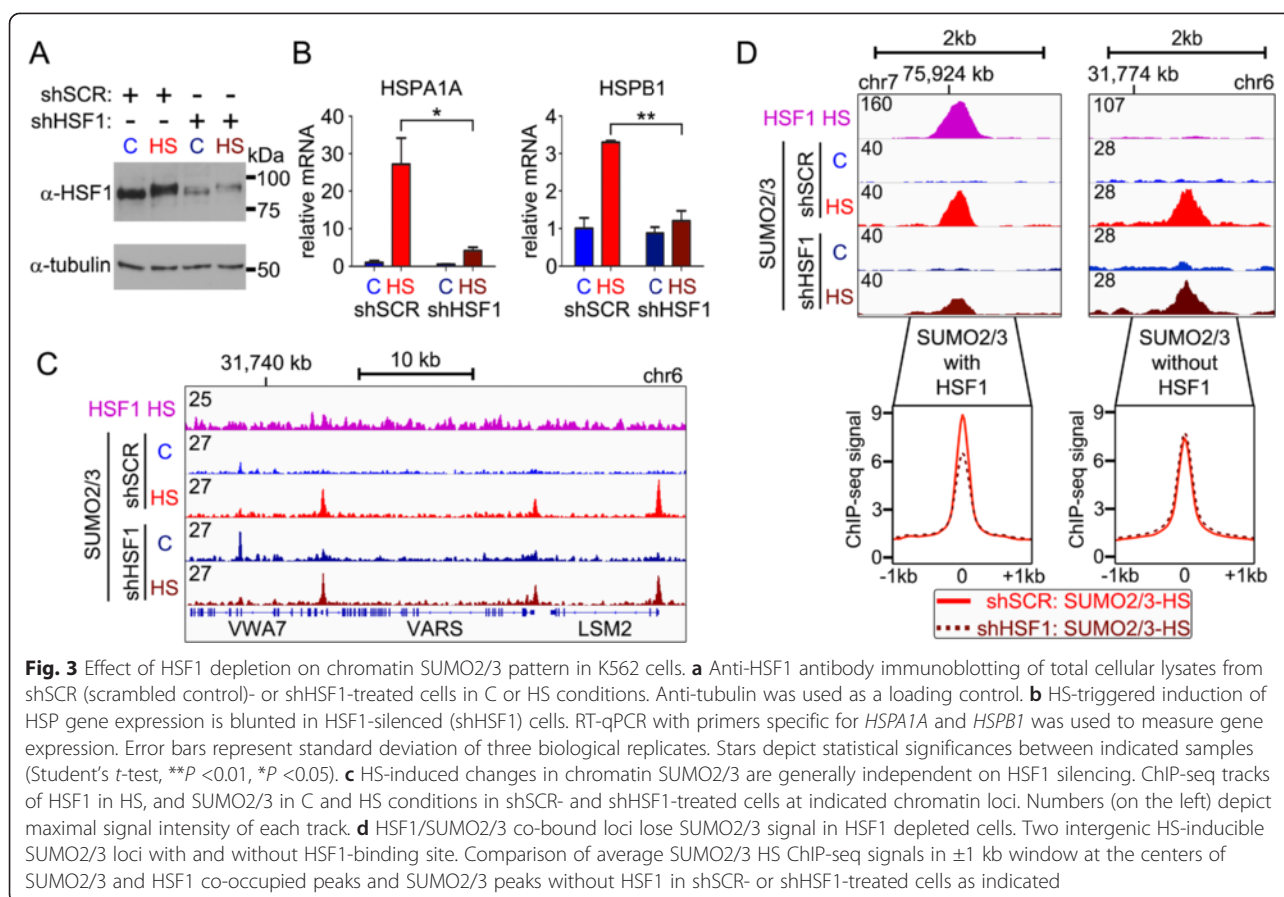 A
shSCR: + + - -
shHSF1: - - + +
C HS C HS kDa
α-HSF1
100
75
α-tubulin
50
B
HSPA1A
relative mRNA
40
30
20
10
0
*
C HS C HS
shSCR shHSF1
HSPB1
relative mRNA
4
3
2
1
0
**
C HS C HS
shSCR shHSF1
C
31,740 kb
10 kb
chr6
HSF1 HS
25
SUMO2/3
shSCR
C
27
HS
27
shHSF1
C
27
HS
27
VWA7 VARS LSM2
D
2kb
chr7 75,924 kb
2kb
31,774 kb chr6
HSF1 HS
160
107
SUMO2/3
shSCR
C
40
28
HS
40
28
shHSF1
C
40
28
HS
40
28
SUMO2/3
with
HSF1
SUMO2/3
without
HSF1
ChIP-seq signal
9
6
3
0
-1kb 0 +1kb
ChIP-seq signal
9
6
3
0
-1kb 0 +1kb
shSCR: SUMO2/3-HS
shHSF1: SUMO2/3-HS
Fig. 3 Effect of HSF1 depletion on chromatin SUMO2/3 pattern in K562 cells. a Anti-HSF1 antibody immunoblotting of total cellular lysates from
shSCR (scrambled control)- or shHSF1-treated cells in C or HS conditions. Anti-tubulin was used as a loading control. b HS-triggered induction of
HSP gene expression is blunted in HSF1-silenced (shHSF1) cells. RT-qPCR with primers specific for HSPA1A and HSPB1 was used to measure gene
expression. Error bars represent standard deviation of three biological replicates. Stars depict statistical significances between indicated samples
(Student's t-test, **P <0.01, *P <0.05). c HS-induced changes in chromatin SUMO2/3 are generally independent on HSF1 silencing. ChIP-seq tracks
of HSF1 in HS, and SUMO2/3 in C and HS conditions in shSCR- and shHSF1-treated cells at indicated chromatin loci. Numbers (on the left) depict
maximal signal intensity of each track. d HSF1/SUMO2/3 co-bound loci lose SUMO2/3 signal in HSF1 depleted cells. Two intergenic HS-inducible
SUMO2/3 loci with and without HSF1-binding site. Comparison of average SUMO2/3 HS ChIP-seq signals in ±1 kb window at the centers of
SUMO2/3 and HSF1 co-occupied peaks and SUMO2/3 peaks without HSF1 in shSCR- or shHSF1-treated cells as indicated